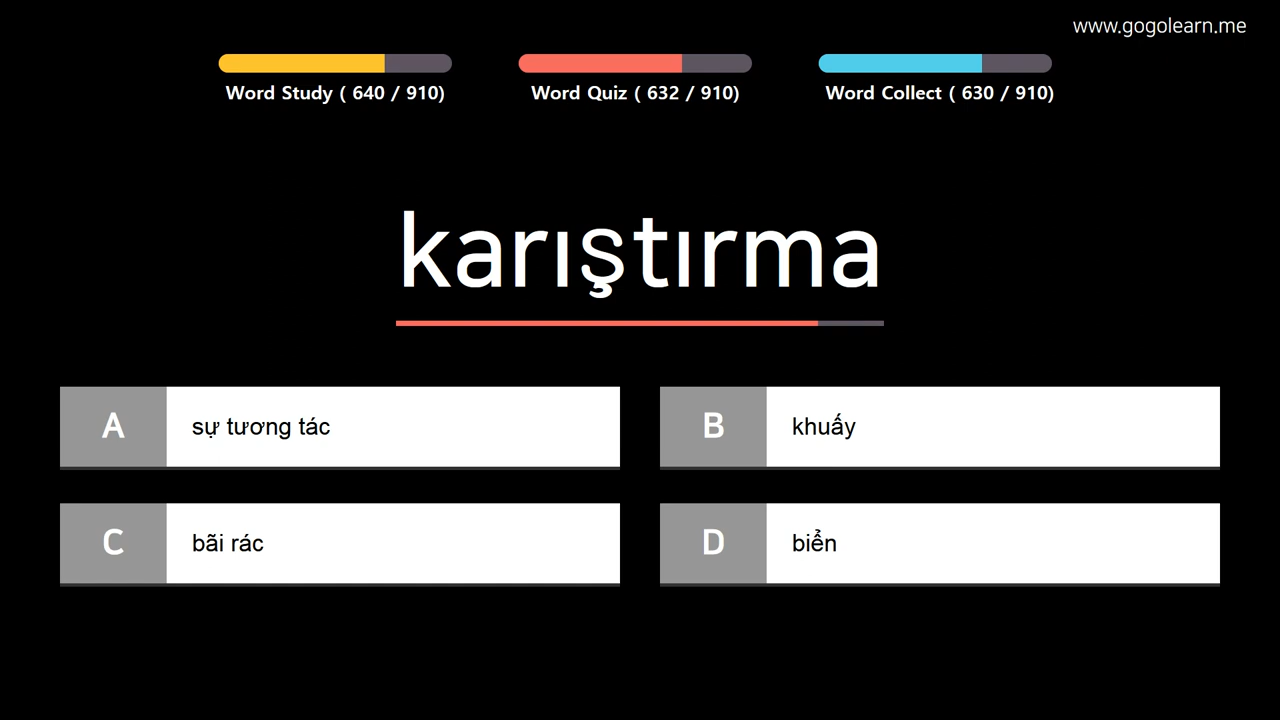 www.gogolearn.me
Word Study ( 640 / 910)
Word Quiz ( 632 / 910)
Word Collect ( 630 / 910)
karıştırma
A sự tương tác
B khuấy
C bãi rác
D biển